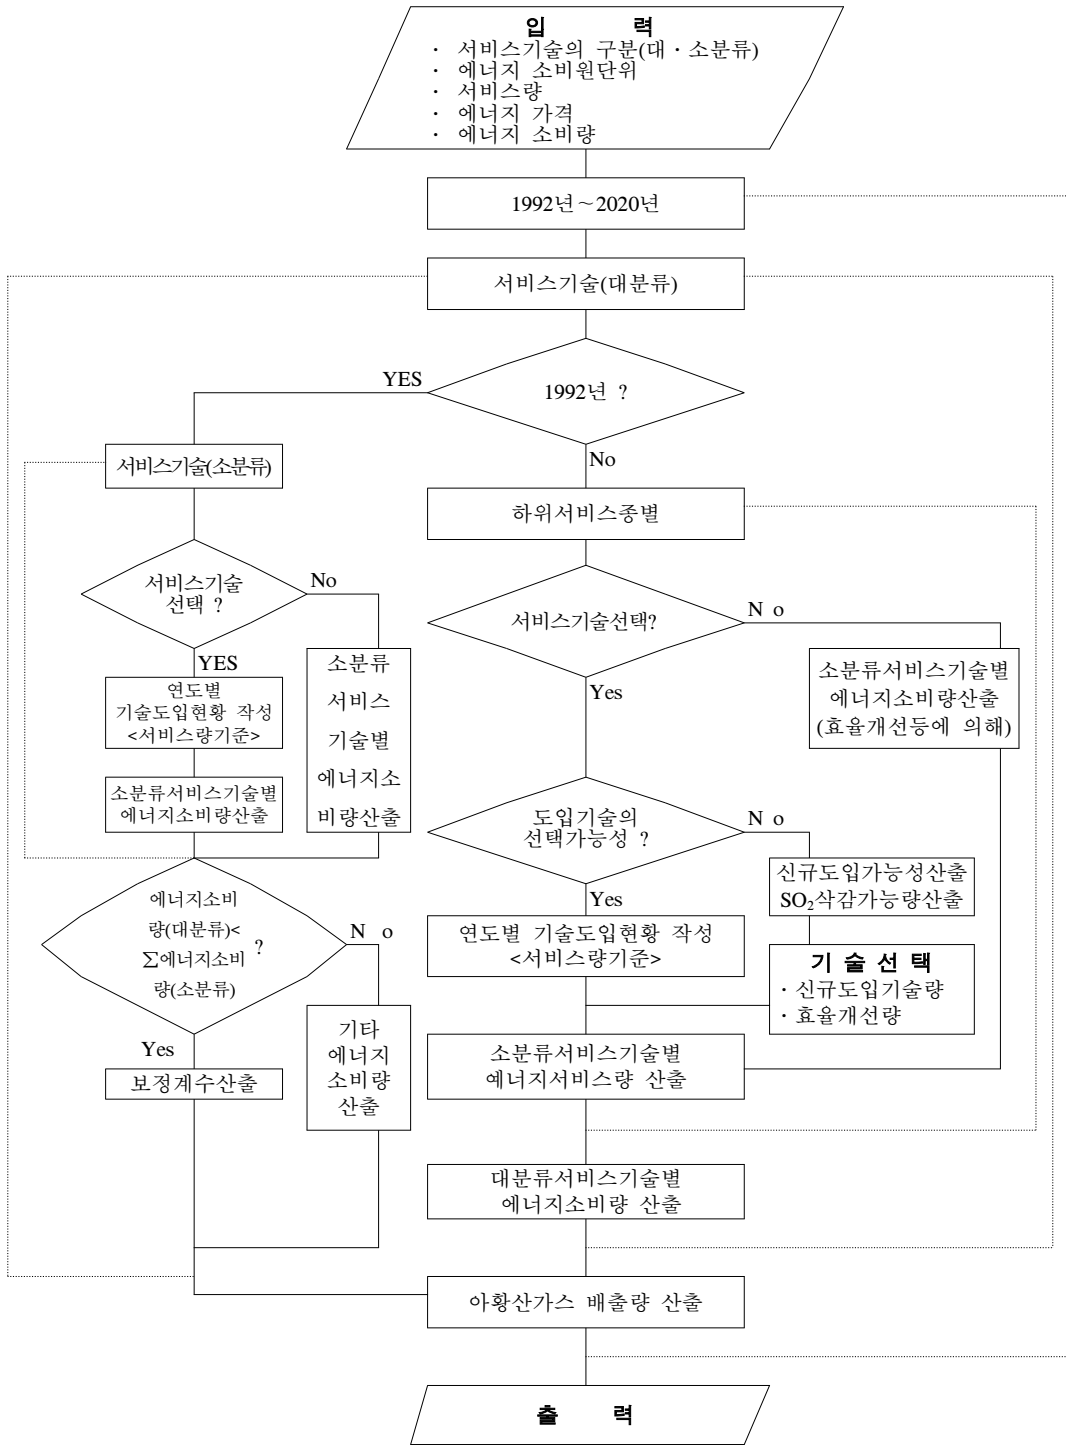 입 력
· 서비스기술의 구분(대·소분류)
· 에너지 소비원단위
· 서비스량
· 에너지 가격
· 에너지 소비량
1992년~2020년
서비스기술(대분류)
1992년 ?
YES
No
서비스기술(소분류)
서비스기술
선택 ?
No
YES
연도별
기술도입현황 작성
<서비스량기준>
소분류서비스기술별
에너지소비량산출
소분류
서비스
기술별
에너지소
비량산출
에너지소비
량(대분류)<
∑에너지소비
량(소분류)
?
N o
Yes
보정계수산출
기타
에너지
소비량
산출
하위서비스종별
서비스기술선택?
N o
Yes
소분류서비스기술별
에너지소비량산출
(효율개선등에 의해)
도입기술의
선택가능성 ?
N o
Yes
신규도입가능성산출
SO₂삭감가능량산출
연도별 기술도입현황 작성
<서비스량기준>
기 술 선 택
· 신규도입기술량
· 효율개선량
소분류서비스기술별
예너지서비스량 산출
대분류서비스기술별
에너지소비량 산출
아황산가스 배출량 산출
출 력